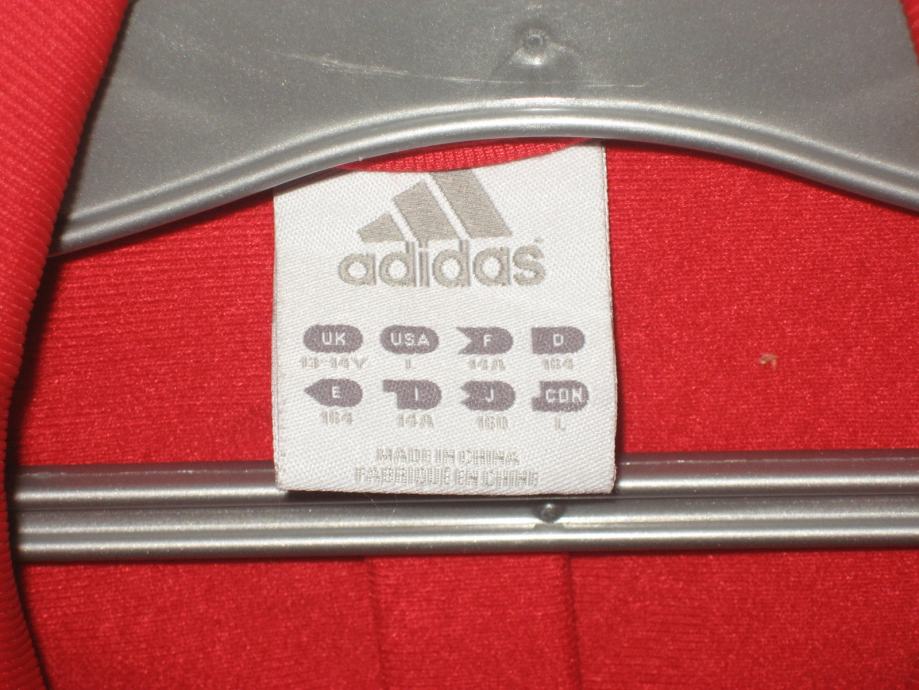 adidas
UK USA F D
13-14Y L 14A 164
E I J CDN
164 14A 160 L
MADE IN CHINA
FABRIQUE EN CHINE